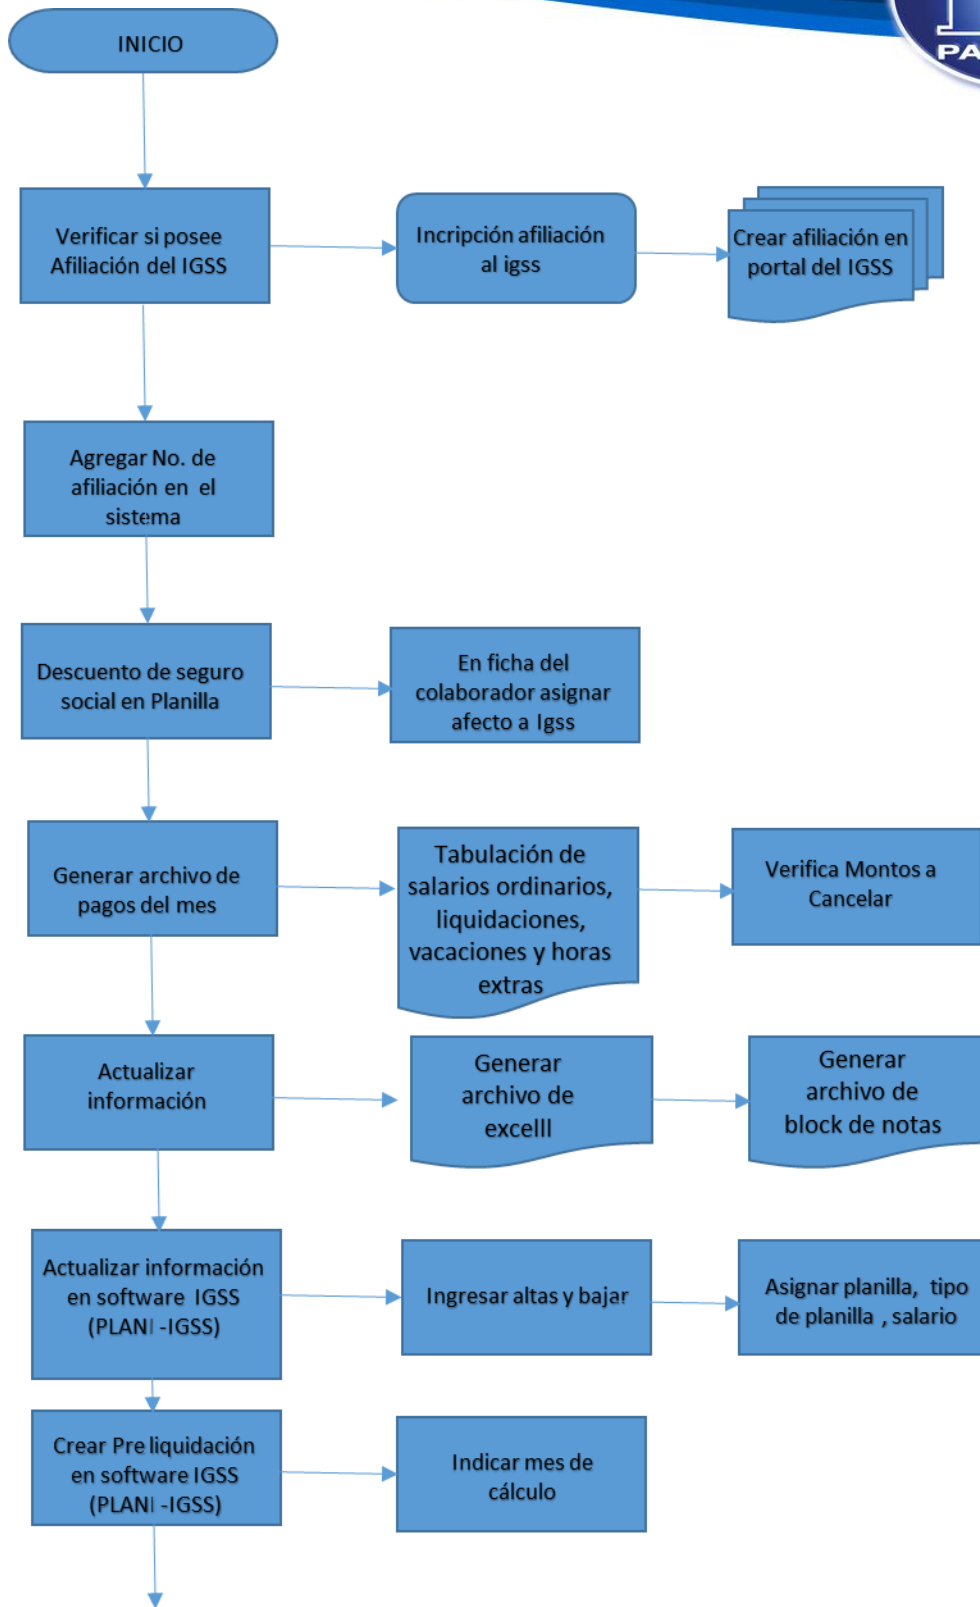 PA
INICIO
Verificar si posee
Afiliación del IGSS
Incripción afiliación
al igss
Crear afiliación en
portal del IGSS
Agregar No. de
afiliación en el
sistema
Descuento de seguro
social en Planilla
En ficha del
colaborador asignar
afecto a Igss
Generar archivo de
pagos del mes
Tabulación de
salarios ordinarios,
liquidaciones,
vacaciones y horas
extras
Verifica Montos a
Cancelar
Actualizar
información
Generar
archivo de
excelll
Generar
archivo de
block de notas
Actualizar información
en software IGSS
(PLANI -IGSS)
Ingresar altas y bajar
Asignar planilla, tipo
de planilla , salario
Crear Pre liquidación
en software IGSS
(PLANI -IGSS)
Indicar mes de
cálculo